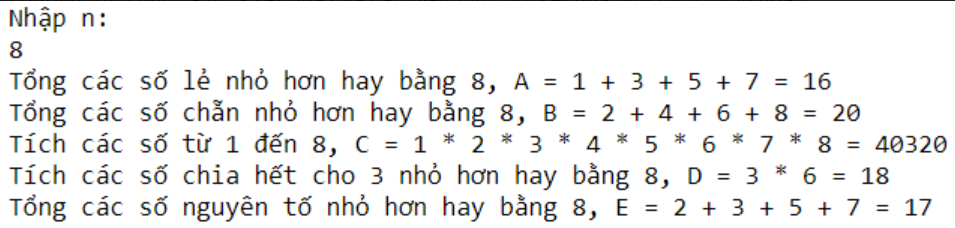 Nhập n:
8
Tổng các số lẻ nhỏ hơn hay bằng 8, A = 1 + 3 + 5 + 7 = 16
Tổng các số chẵn nhỏ hơn hay bằng 8, B = 2 + 4 + 6 + 8 = 20
Tích các số từ 1 đến 8, C = 1 * 2 * 3 * 4 * 5 * 6 * 7 * 8 = 40320
Tích các số chia hết cho 3 nhỏ hơn hay bằng 8, D = 3 * 6 = 18
Tổng các số nguyên tố nhỏ hơn hay bằng 8, E = 2 + 3 + 5 + 7 = 17